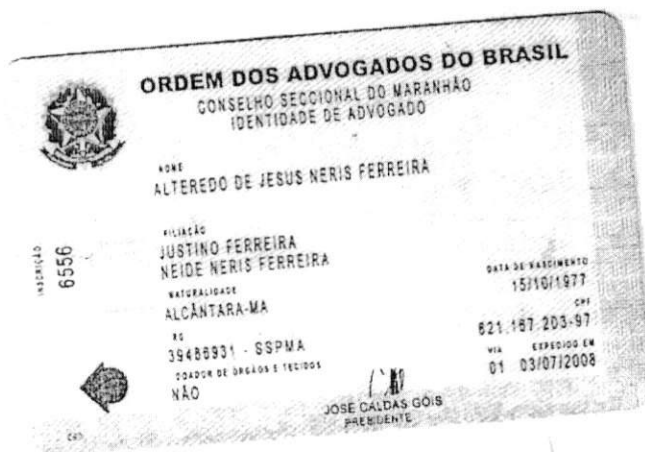 ORDEM DOS ADVOGADOS DO BRASIL
CONSELHO SECCIONAL DO MARANHÃO
IDENTIDADE DE ADVOGADO
NOME
ALTEREDO DE JESUS NERIS FERREIRA
FILIAÇÃO
JUSTINO FERREIRA
NEIDE NERIS FERREIRA
INSCRIÇÃO
6556
NATURALIDADE
ALCÂNTARA-MA
DATA DE NASCIMENTO
15/10/1977
RG
39486931 - SSPMA
CPF
621.167.203-97
DOADOR DE ÓRGÃOS E TECIDOS
NÃO
VIA EXPEDIDO EM
01 03/07/2008
JOSÉ CALDAS GÓIS
PRESIDENTE